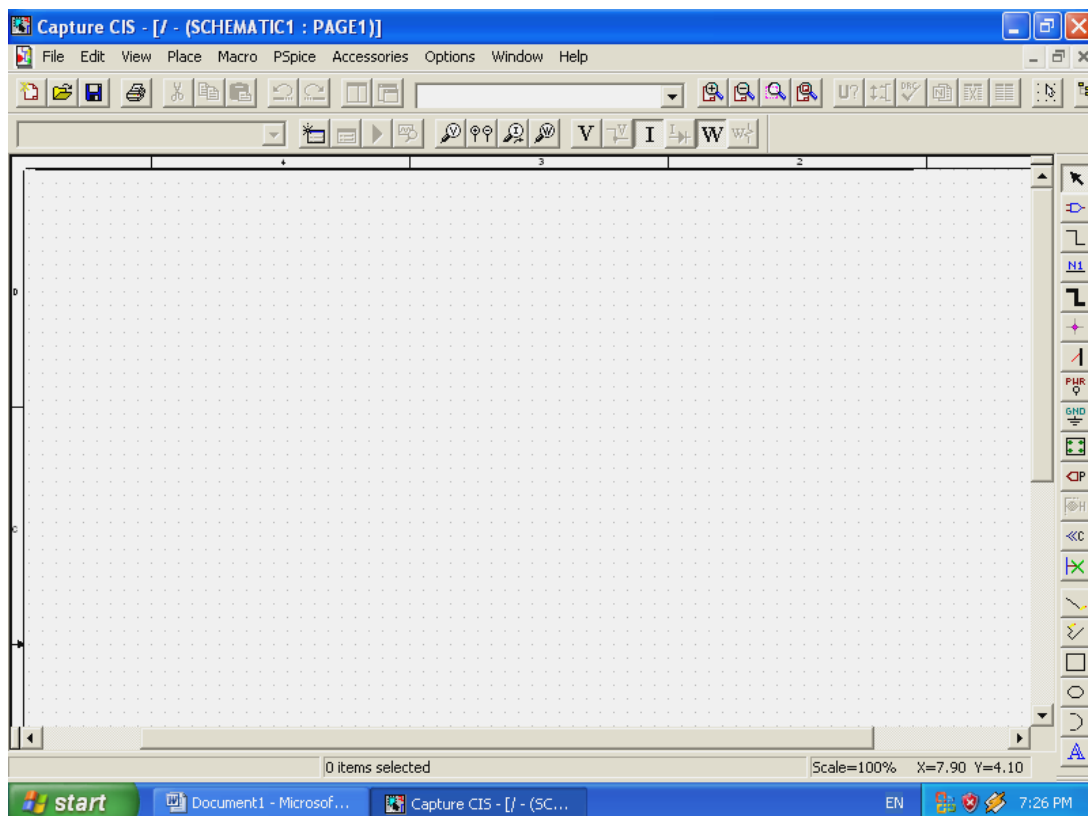 Capture CIS - [/ - (SCHEMATIC1 : PAGE1)]
File Edit View Place Macro PSpice Accessories Options Window Help
U? DRC
V V I I W W
4 3 2
D
C
N1
PWR
GND
P
H
C
A
0 items selected Scale=100% X=7.90 Y=4.10
start Document1 - Microsof... Capture CIS - [/ - (SC... EN 7:26 PM